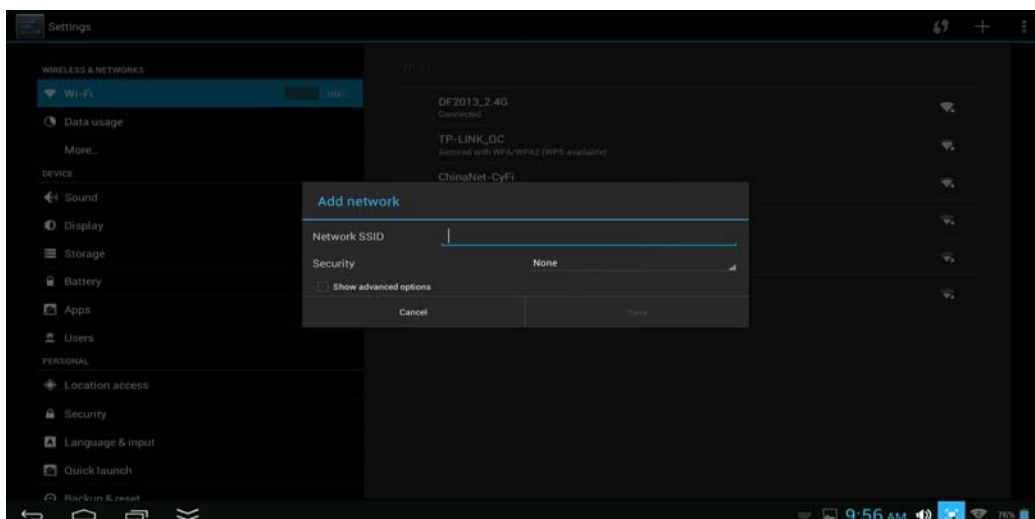 Settings
WIRELESS & NETWORKS
Wi-Fi
ON
Data usage
More...
DEVICE
Sound
Display
Storage
Battery
Apps
Users
PERSONAL
Location access
Security
Language & input
Quick launch
Backup & reset
Wi-Fi
DF2013_2.4G
Connected
TP-LINK_QC
Secured with WPA/WPA2 (WPS available)
ChinaNet-CyFi
Add network
Network SSID
Security
None
Show advanced options
Cancel
Save
9:56 AM
76%